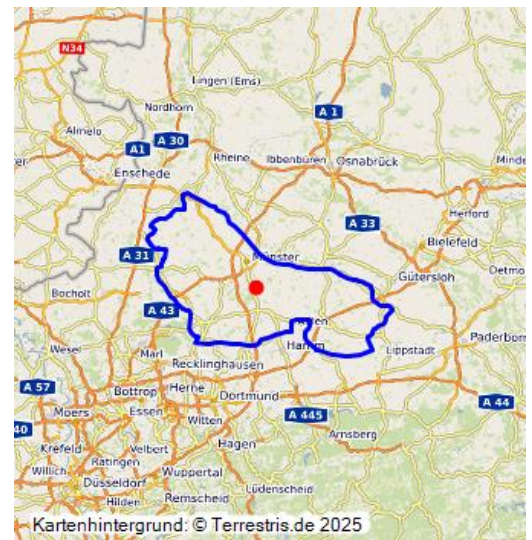 N34
Lingen (Ems)
Nordhorn
A 1
Almelo
A1
A 30
Rheine
Ibbenbüren
Osnabrück
Minde
Enschede
A 33
Herford
Bielefeld
A 31
Münster
Gütersloh
Detmo
Bocholt
A 43
Hamm
Lippstadt
Paderborn
Wesel
Marl
Recklinghausen
A 57
Bottrop
Herne
Dortmund
A 44
Moers
Essen
Witten
A 445
Arnsberg
40
Krefeld
Velbert
Hagen
Willich
Ratingen
Wuppertal
Düsseldorf
Lüdenscheid
Hilden
Remscheid
Kartenhintergrund: © Terrestris.de 2025